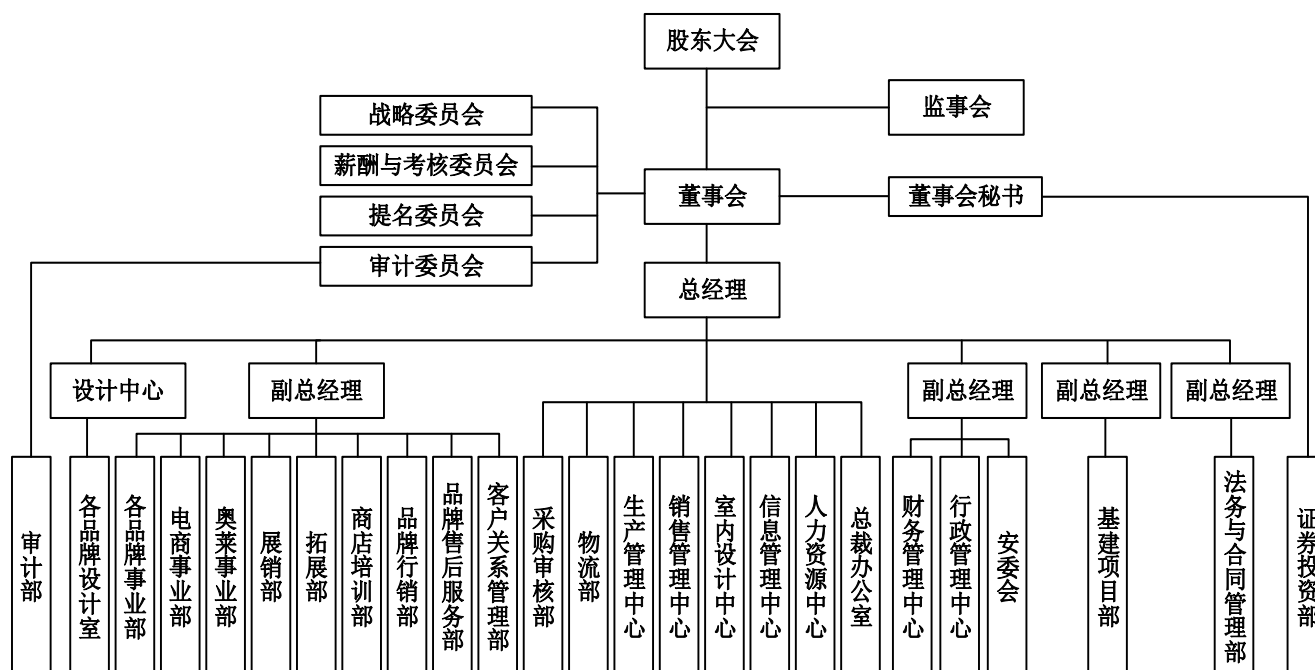 股东大会
监事会
战略委员会
薪酬与考核委员会
提名委员会
审计委员会
董事会
董事会秘书
总经理
设计中心
副总经理
副总经理
副总经理
副总经理
审计部
各品牌设计室
各品牌事业部
电商事业部
奥莱事业部
展销部
拓展部
商店培训部
品牌行销部
品牌售后服务部
客户关系管理部
采购审核部
物流部
生产管理中心
销售管理中心
室内设计中心
信息管理中心
人力资源中心
总裁办公室
财务管理中心
行政管理中心
安委会
基建项目部
法务与合同管理部
证券投资部